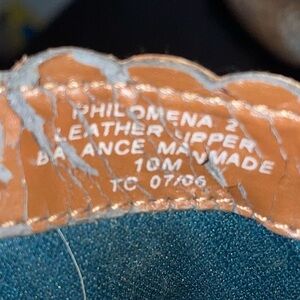 PHILOMENA 2
LEATHER UPPER
BALANCE MANMADE
10M
TC 07/06